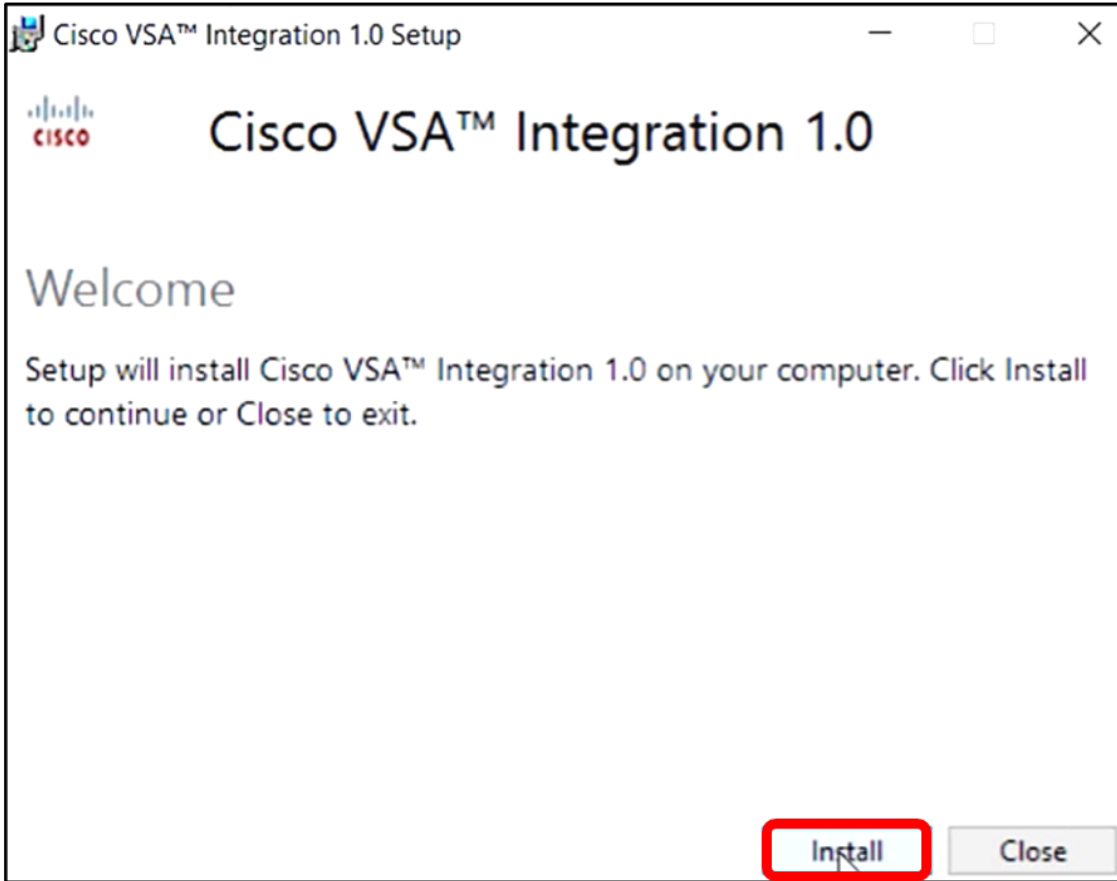 Cisco VSA™ Integration 1.0 Setup
CISCO
Cisco VSA™ Integration 1.0
Welcome
Setup will install Cisco VSA™ Integration 1.0 on your computer. Click Install
to continue or Close to exit.
Install
Close